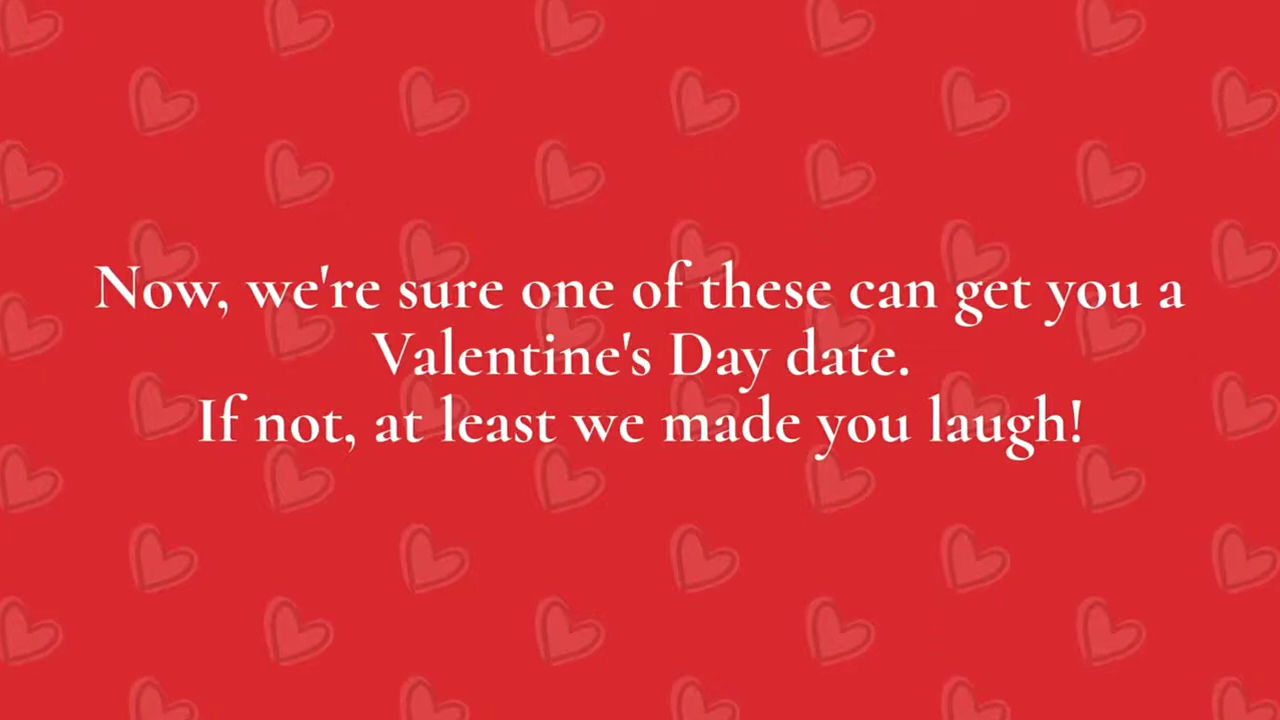 Now, we're sure one of these can get you a
Valentine's Day date.
If not, at least we made you laugh!